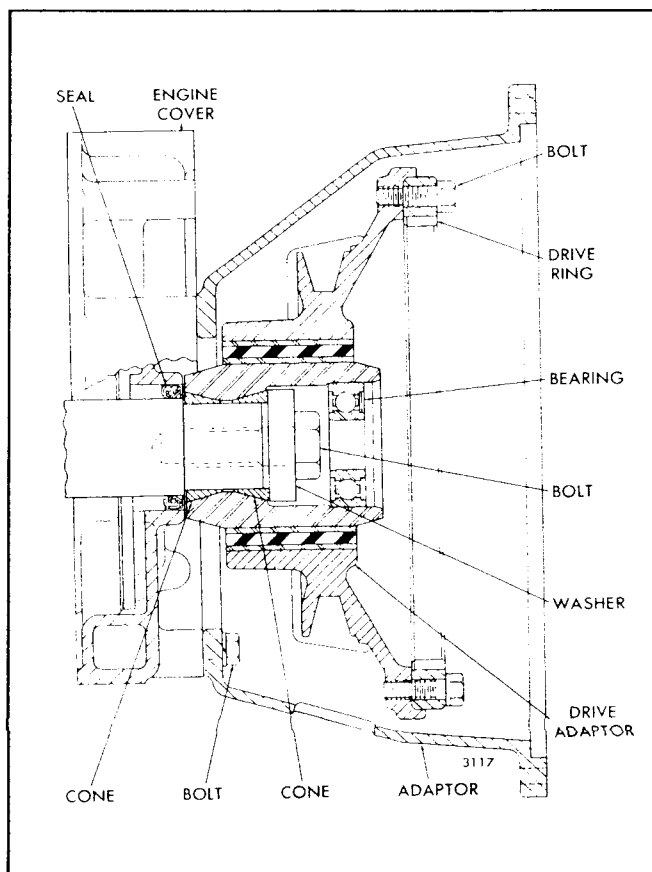 SEAL
ENGINE
COVER
BOLT
DRIVE
RING
BEARING
BOLT
WASHER
DRIVE
ADAPTOR
3117
CONE
BOLT
CONE
ADAPTOR